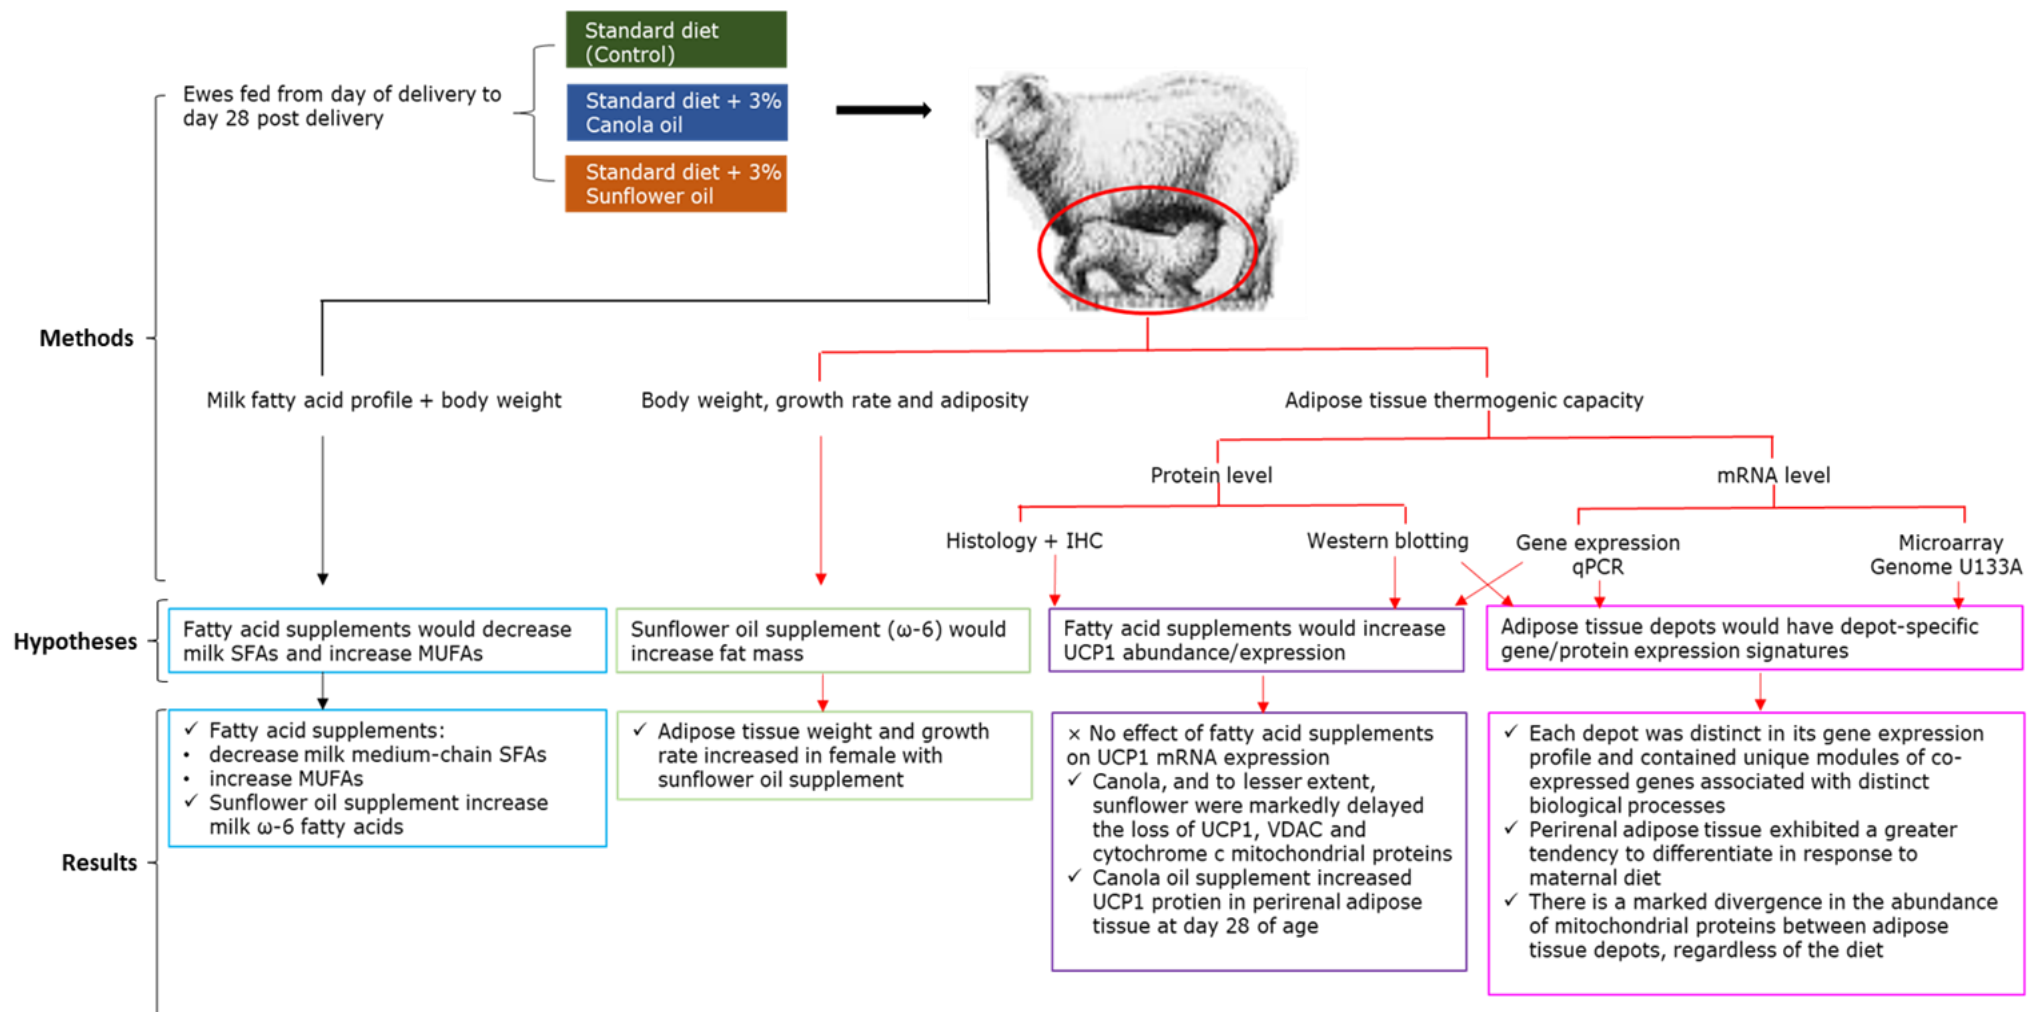 Standard diet
(Control)
Ewes fed from day of delivery to
day 28 post delivery
Standard diet + 3%
Canola oil
Standard diet + 3%
Sunflower oil
Methods
Milk fatty acid profile + body weight
Body weight, growth rate and adiposity
Adipose tissue thermogenic capacity
Protein level
mRNA level
Histology + IHC
Western blotting
Gene expression
qPCR
Microarray
Genome U133A
Hypotheses
Fatty acid supplements would decrease
milk SFAs and increase MUFAs
Sunflower oil supplement (ω-6) would
increase fat mass
Fatty acid supplements would increase
UCP1 abundance/expression
Adipose tissue depots would have depot-specific
gene/protein expression signatures
Results
✓ Fatty acid supplements:
• decrease milk medium-chain SFAs
• increase MUFAs
✓ Sunflower oil supplement increase
milk ω-6 fatty acids
✓ Adipose tissue weight and growth
rate increased in female with
sunflower oil supplement
× No effect of fatty acid supplements
on UCP1 mRNA expression
✓ Canola, and to lesser extent,
sunflower were markedly delayed
the loss of UCP1, VDAC and
cytochrome c mitochondrial proteins
✓ Canola oil supplement increased
UCP1 protien in perirenal adipose
tissue at day 28 of age
✓ Each depot was distinct in its gene expression
profile and contained unique modules of co-
expressed genes associated with distinct
biological processes
✓ Perirenal adipose tissue exhibited a greater
tendency to differentiate in response to
maternal diet
✓ There is a marked divergence in the abundance
of mitochondrial proteins between adipose
tissue depots, regardless of the diet